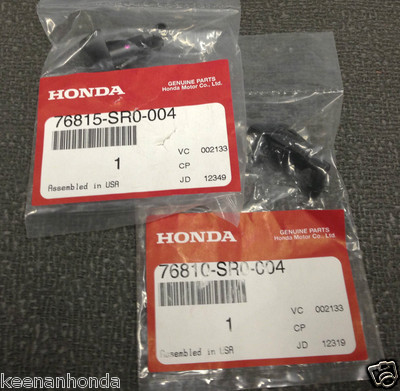 HONDA
GENUINE PARTS
Honda Motor Co., Ltd.
76815-SR0-004
1
VC 002133
CP
JD 12349
Assembled in USA
HONDA
GENUINE PARTS
Honda Motor Co., Ltd.
76810-SR0-004
1
VC 002133
CP
JD 12319
Assembled in USA
keenanhonda
eBay